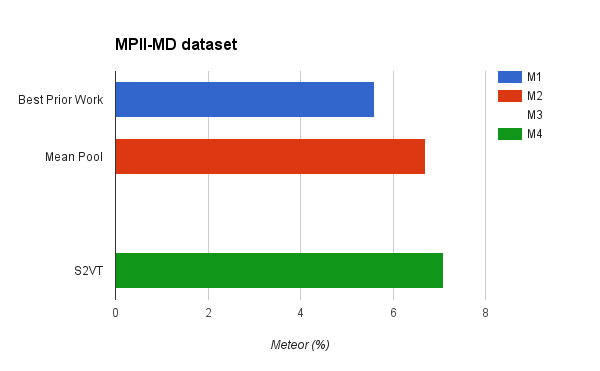 MPII-MD dataset
Best Prior Work
Mean Pool
S2VT
0 2 4 6 8
Meteor (%)
M1
M2
M3
M4